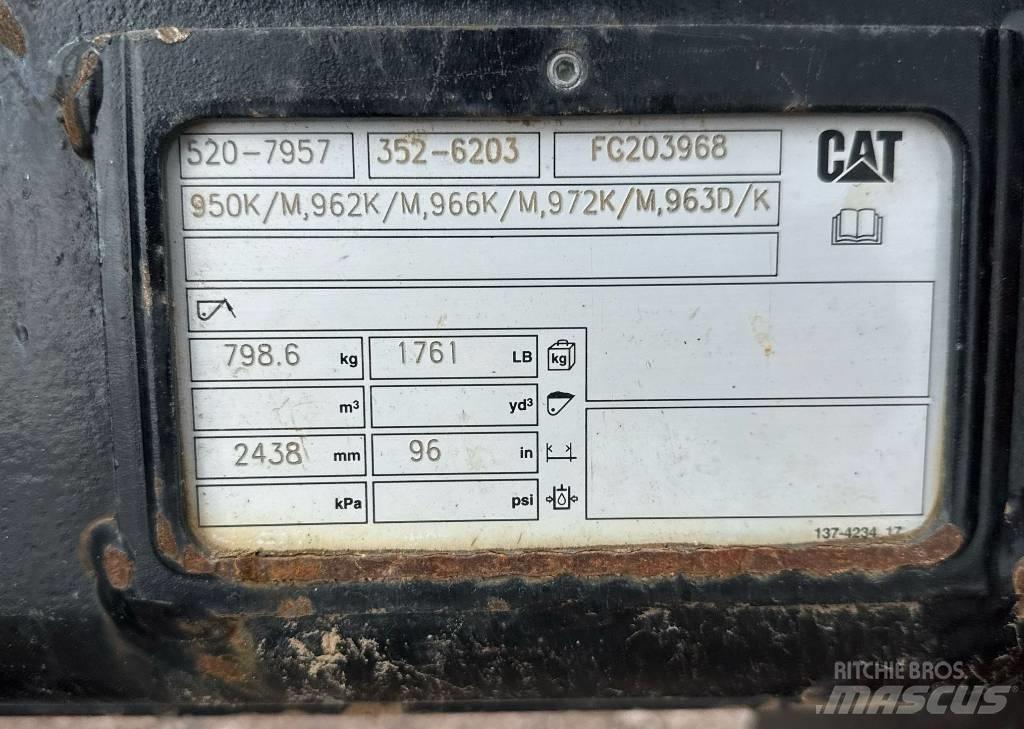 520-7957 352-6203 FG203968 CAT
950K/M,962K/M,966K/M,972K/M,963D/K
798.6 kg 1761 LB kg
m³ yd³
2438 mm 96 in
kPa psi
137-4234 17
RITCHIE BROS.
MASCUS